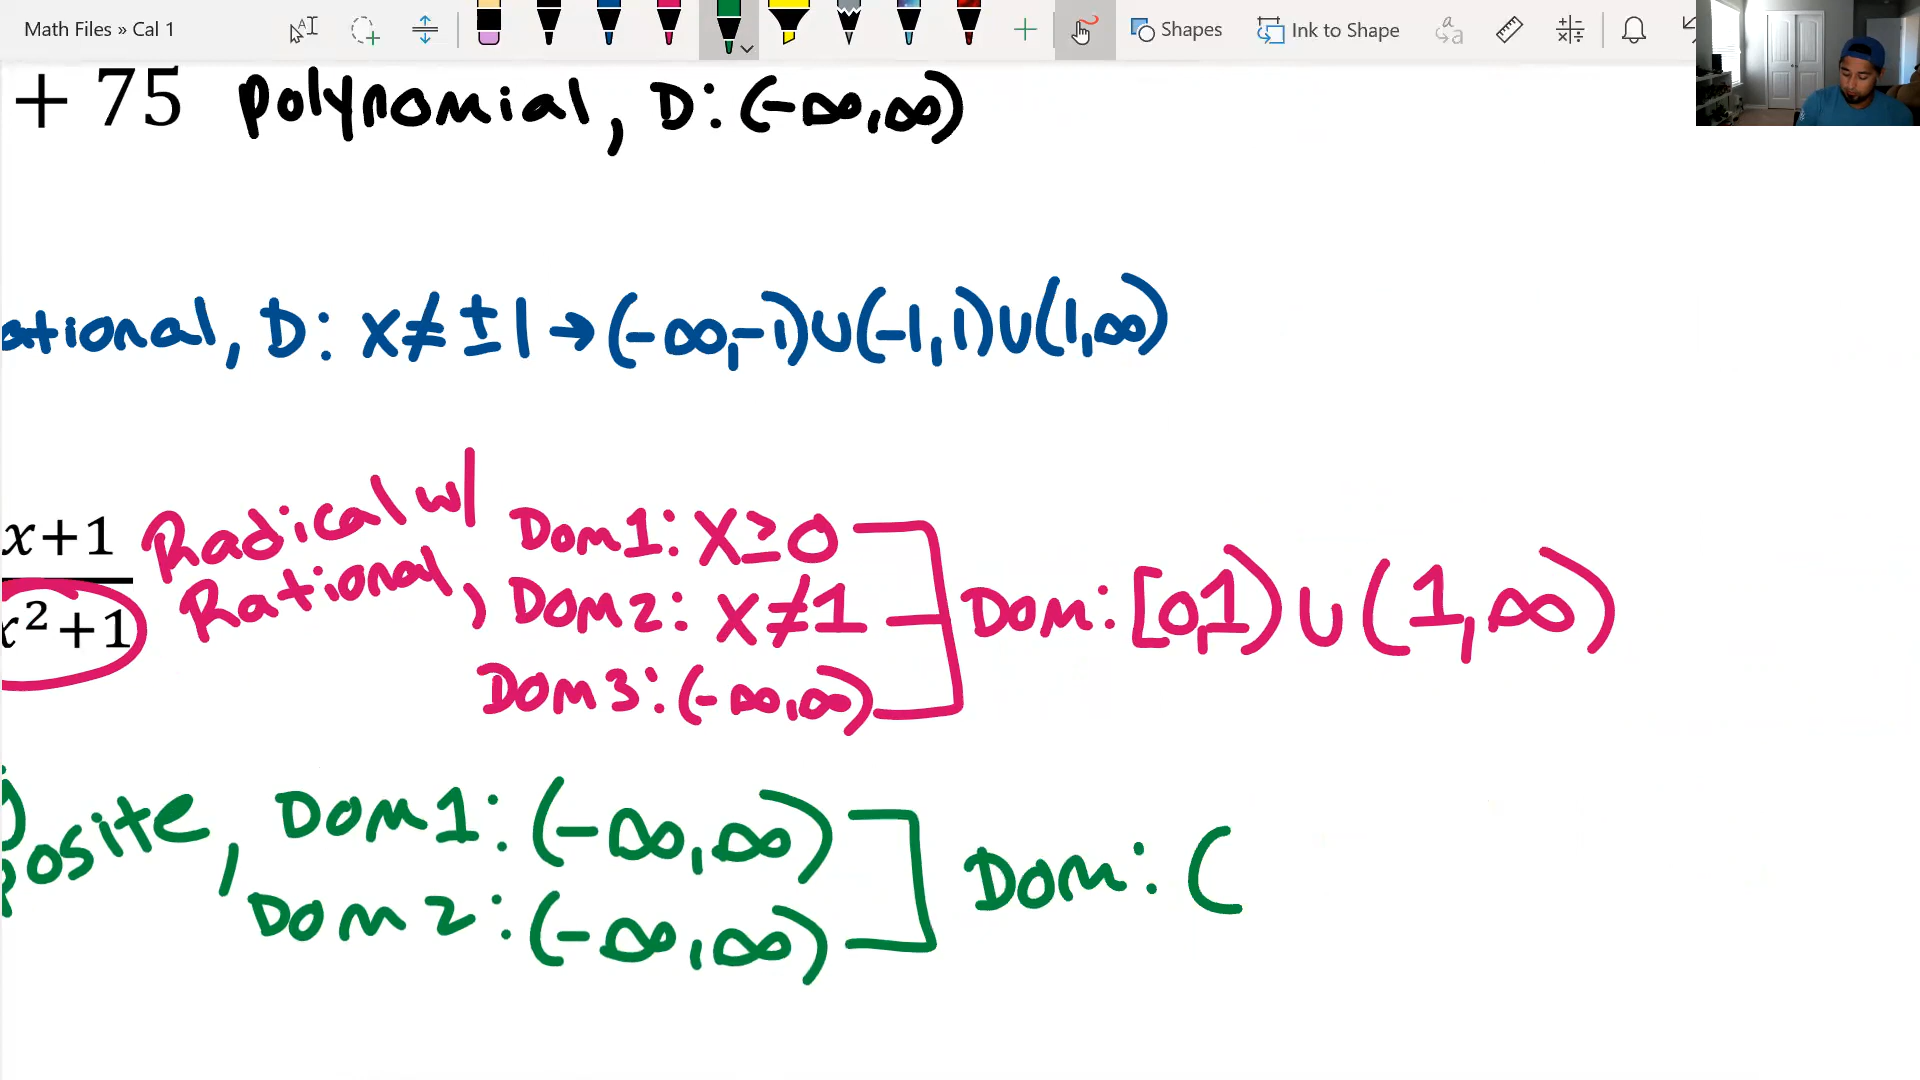 Math Files » Cal 1
Shapes
Ink to Shape
+ 75 polynomial, D: (-∞,∞)
ational, D: x≠ ±1 → (-∞,-1)∪(-1,1)∪(1,∞)
x+1
x²+1
Radical w/
Rational,
Dom1: x≥0
Dom2: x≠1
Dom3: (-∞,∞)
Dom: [0,1) ∪ (1,∞)
posite, Dom1: (-∞,∞)
Dom2: (-∞,∞)
Dom: (